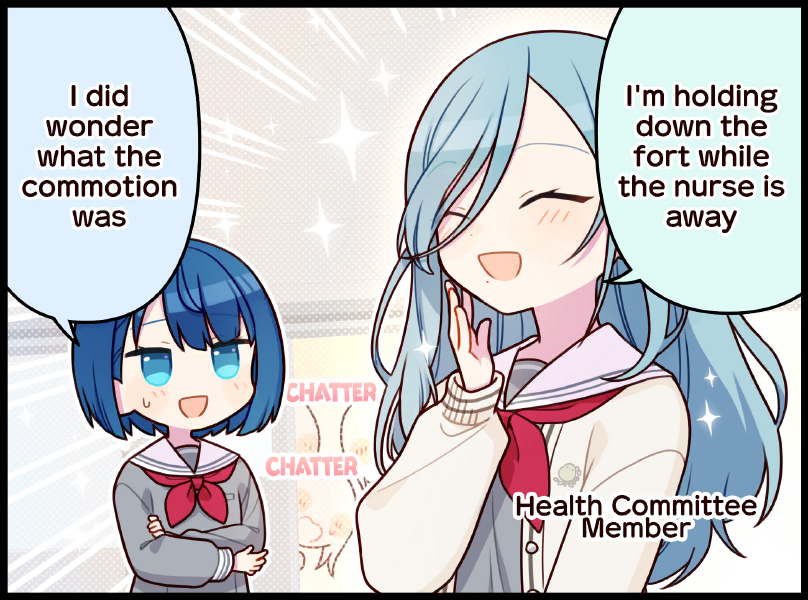 I'm holding
down the
fort while
the nurse is
away
I did
wonder
what the
commotion
was
CHATTER
CHATTER
Health Committee
Member